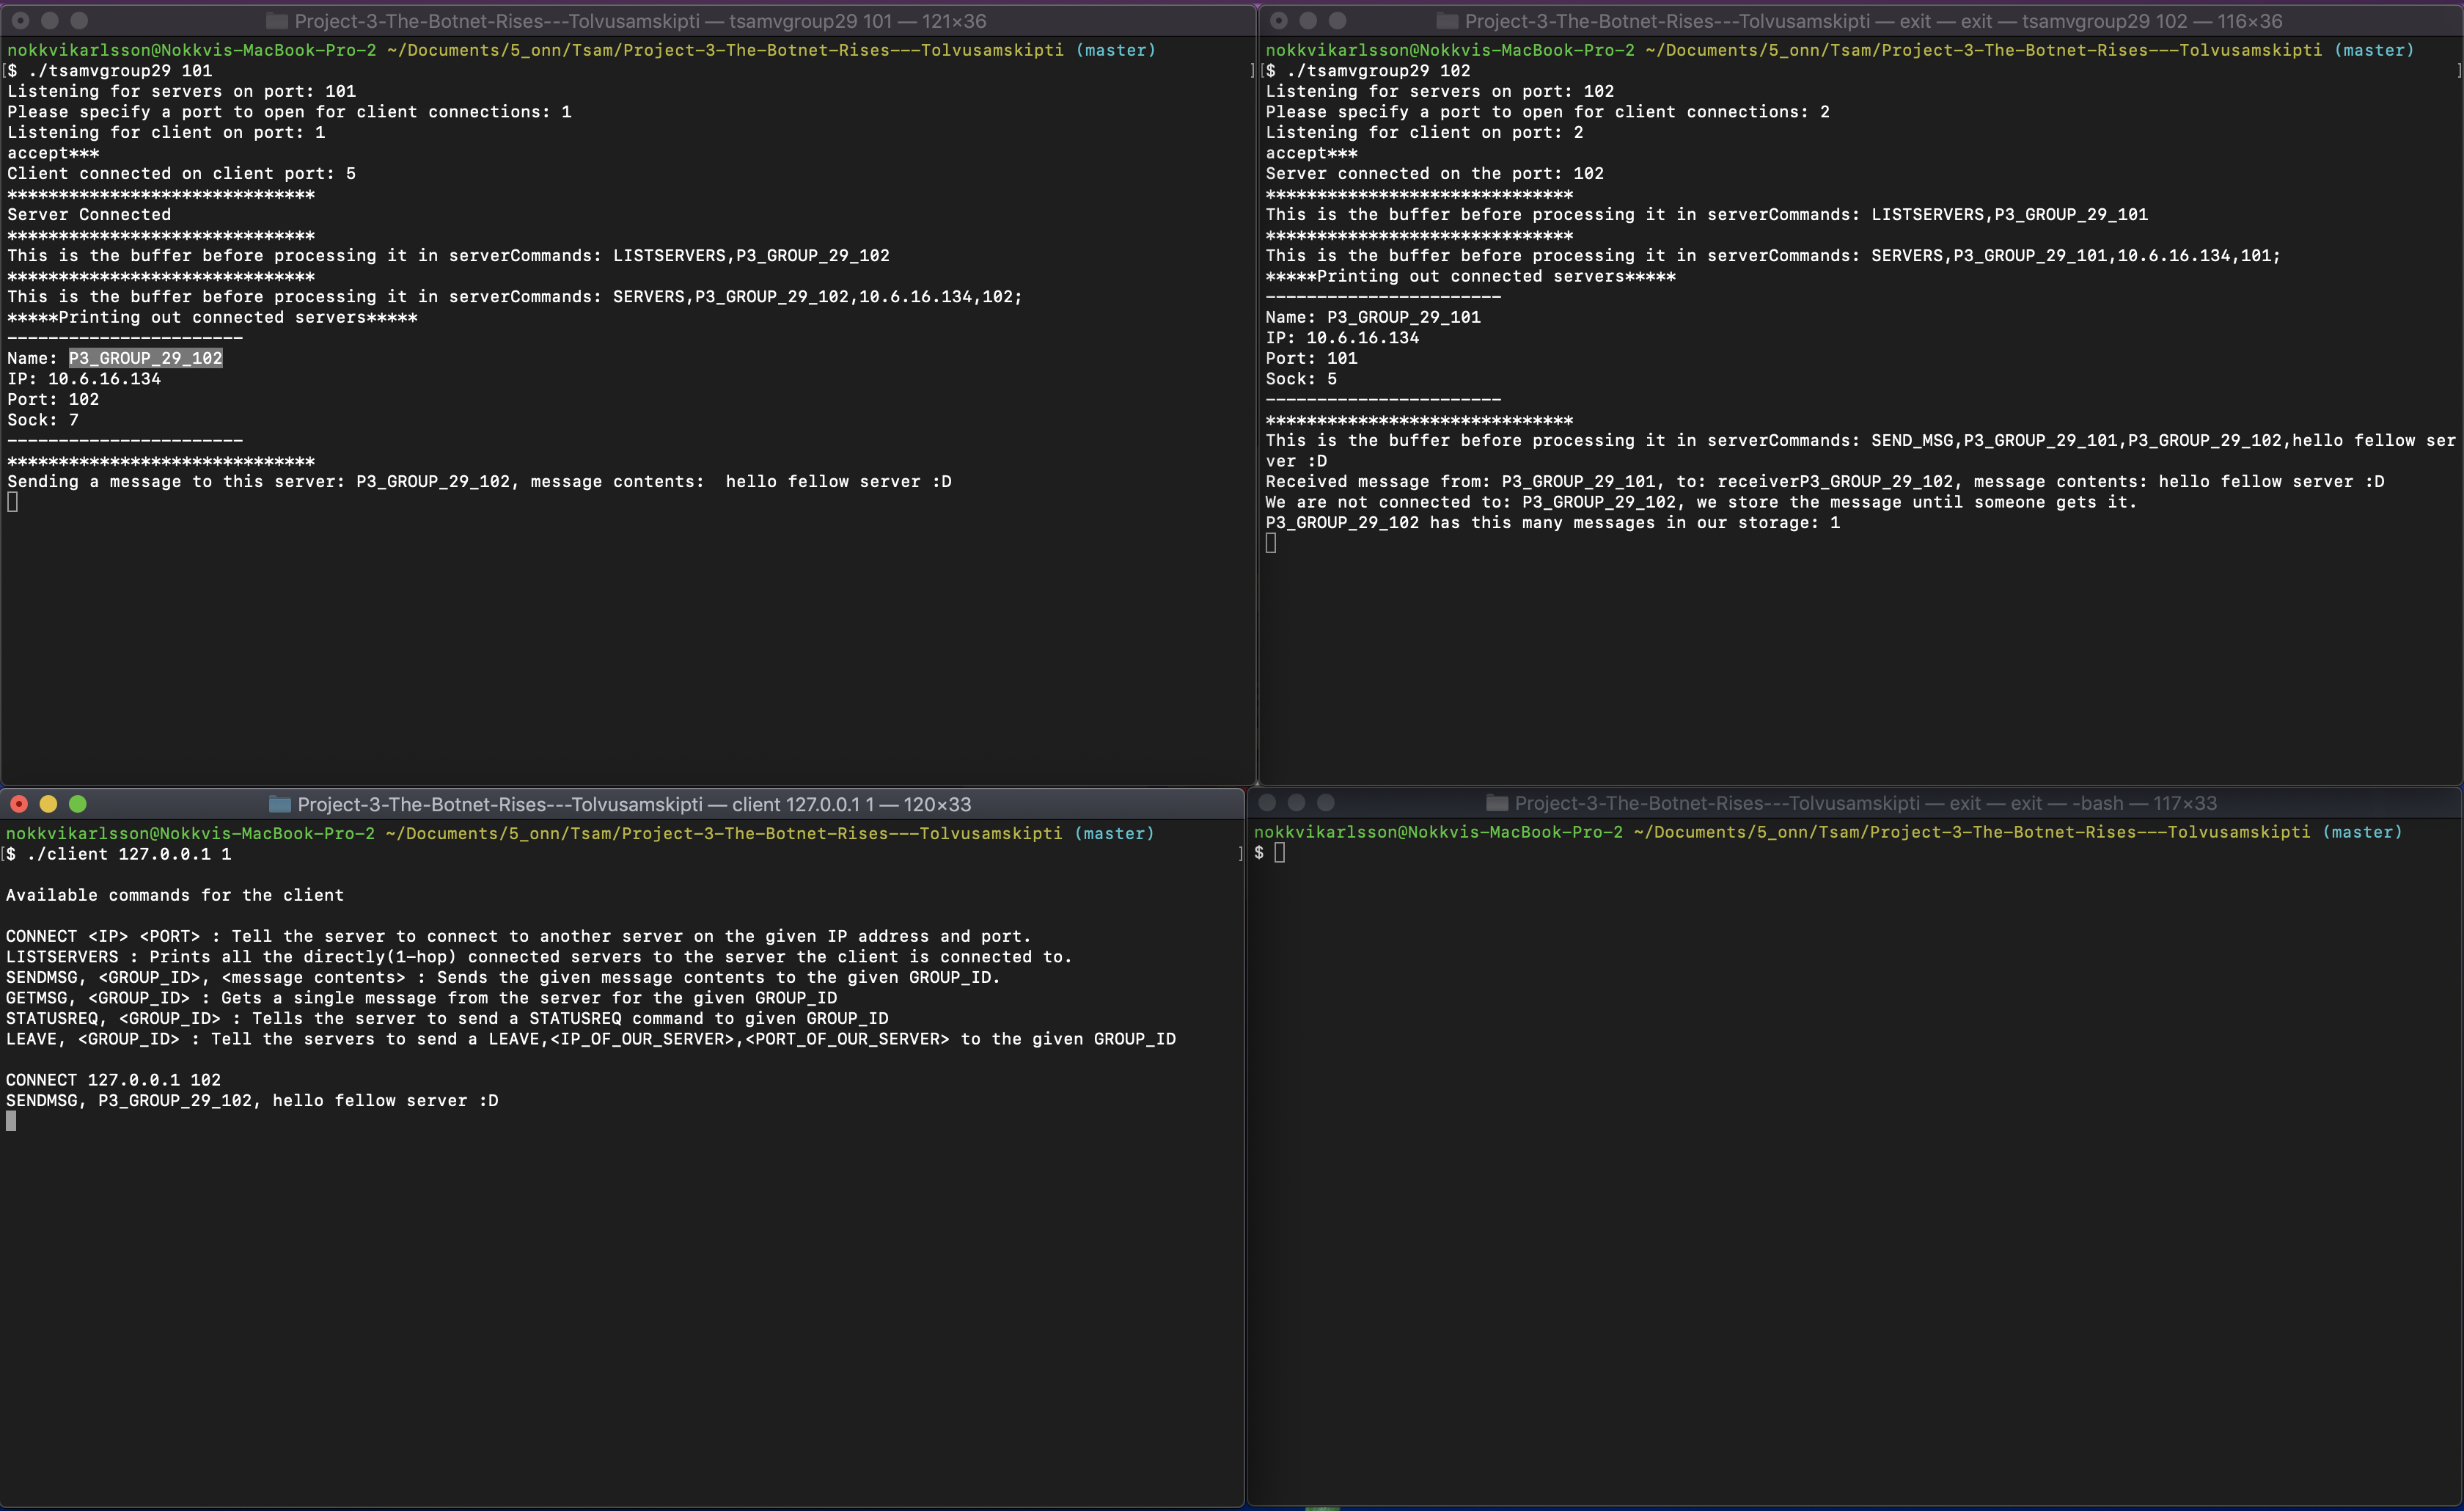 Project-3-The-Botnet-Rises---Tolvusamskipti — tsamvgroup29 101 — 121×36
nokkvikarlsson@Nokkvis-MacBook-Pro-2 ~/Documents/5_onn/Tsam/Project-3-The-Botnet-Rises---Tolvusamskipti (master)
[$ ./tsamvgroup29 101 ]
Listening for servers on port: 101
Please specify a port to open for client connections: 1
Listening for client on port: 1
accept***
Client connected on client port: 5
******************************
Server Connected
******************************
This is the buffer before processing it in serverCommands: LISTSERVERS,P3_GROUP_29_102
******************************
This is the buffer before processing it in serverCommands: SERVERS,P3_GROUP_29_102,10.6.16.134,102;
*****Printing out connected servers*****
-----------------------
Name: P3_GROUP_29_102
IP: 10.6.16.134
Port: 102
Sock: 7
-----------------------
******************************
Sending a message to this server: P3_GROUP_29_102, message contents:  hello fellow server :D
Project-3-The-Botnet-Rises---Tolvusamskipti — exit — exit — tsamvgroup29 102 — 116×36
nokkvikarlsson@Nokkvis-MacBook-Pro-2 ~/Documents/5_onn/Tsam/Project-3-The-Botnet-Rises---Tolvusamskipti (master)
[$ ./tsamvgroup29 102 ]
Listening for servers on port: 102
Please specify a port to open for client connections: 2
Listening for client on port: 2
accept***
Server connected on the port: 102
******************************
This is the buffer before processing it in serverCommands: LISTSERVERS,P3_GROUP_29_101
******************************
This is the buffer before processing it in serverCommands: SERVERS,P3_GROUP_29_101,10.6.16.134,101;
*****Printing out connected servers*****
-----------------------
Name: P3_GROUP_29_101
IP: 10.6.16.134
Port: 101
Sock: 5
-----------------------
******************************
This is the buffer before processing it in serverCommands: SEND_MSG,P3_GROUP_29_101,P3_GROUP_29_102,hello fellow ser
ver :D
Received message from: P3_GROUP_29_101, to: receiverP3_GROUP_29_102, message contents: hello fellow server :D
We are not connected to: P3_GROUP_29_102, we store the message until someone gets it.
P3_GROUP_29_102 has this many messages in our storage: 1
Project-3-The-Botnet-Rises---Tolvusamskipti — client 127.0.0.1 1 — 120×33
nokkvikarlsson@Nokkvis-MacBook-Pro-2 ~/Documents/5_onn/Tsam/Project-3-The-Botnet-Rises---Tolvusamskipti (master)
[$ ./client 127.0.0.1 1 ]
Available commands for the client
CONNECT <IP> <PORT> : Tell the server to connect to another server on the given IP address and port.
LISTSERVERS : Prints all the directly(1-hop) connected servers to the server the client is connected to.
SENDMSG, <GROUP_ID>, <message contents> : Sends the given message contents to the given GROUP_ID.
GETMSG, <GROUP_ID> : Gets a single message from the server for the given GROUP_ID
STATUSREQ, <GROUP_ID> : Tells the server to send a STATUSREQ command to given GROUP_ID
LEAVE, <GROUP_ID> : Tell the servers to send a LEAVE,<IP_OF_OUR_SERVER>,<PORT_OF_OUR_SERVER> to the given GROUP_ID
CONNECT 127.0.0.1 102
SENDMSG, P3_GROUP_29_102, hello fellow server :D
Project-3-The-Botnet-Rises---Tolvusamskipti — exit — exit — -bash — 117×33
nokkvikarlsson@Nokkvis-MacBook-Pro-2 ~/Documents/5_onn/Tsam/Project-3-The-Botnet-Rises---Tolvusamskipti (master)
$